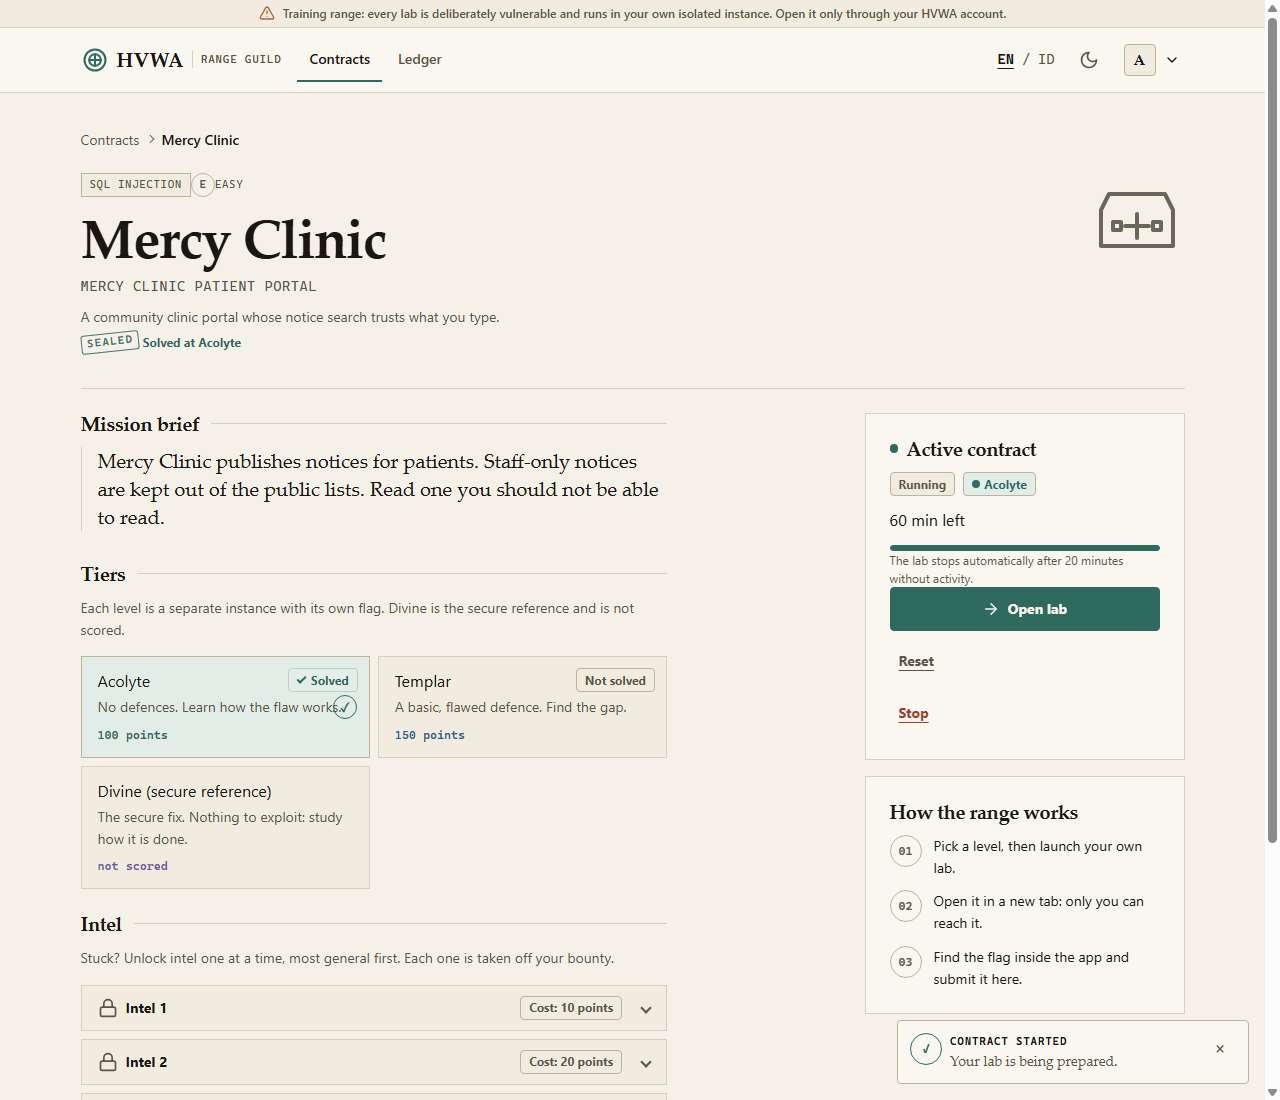 Training range: every lab is deliberately vulnerable and runs in your own isolated instance. Open it only through your HVWA account.
HVWA RANGE GUILD Contracts Ledger EN / ID A
Contracts > Mercy Clinic
SQL INJECTION E EASY
Mercy Clinic
MERCY CLINIC PATIENT PORTAL
A community clinic portal whose notice search trusts what you type.
SEALED Solved at Acolyte
Mission brief
Mercy Clinic publishes notices for patients. Staff-only notices
are kept out of the public lists. Read one you should not be able
to read.
Tiers
Each level is a separate instance with its own flag. Divine is the secure reference and is not
scored.
Acolyte ✓ Solved
No defences. Learn how the flaw works. ✓
100 points
Templar Not solved
A basic, flawed defence. Find the gap.
150 points
Divine (secure reference)
The secure fix. Nothing to exploit: study
how it is done.
not scored
Intel
Stuck? Unlock intel one at a time, most general first. Each one is taken off your bounty.
Intel 1 Cost: 10 points
Intel 2 Cost: 20 points
Active contract
Running Acolyte
60 min left
The lab stops automatically after 20 minutes
without activity.
→ Open lab
Reset
Stop
How the range works
01 Pick a level, then launch your own
lab.
02 Open it in a new tab: only you can
reach it.
03 Find the flag inside the app and
submit it here.
✓ CONTRACT STARTED ×
Your lab is being prepared.